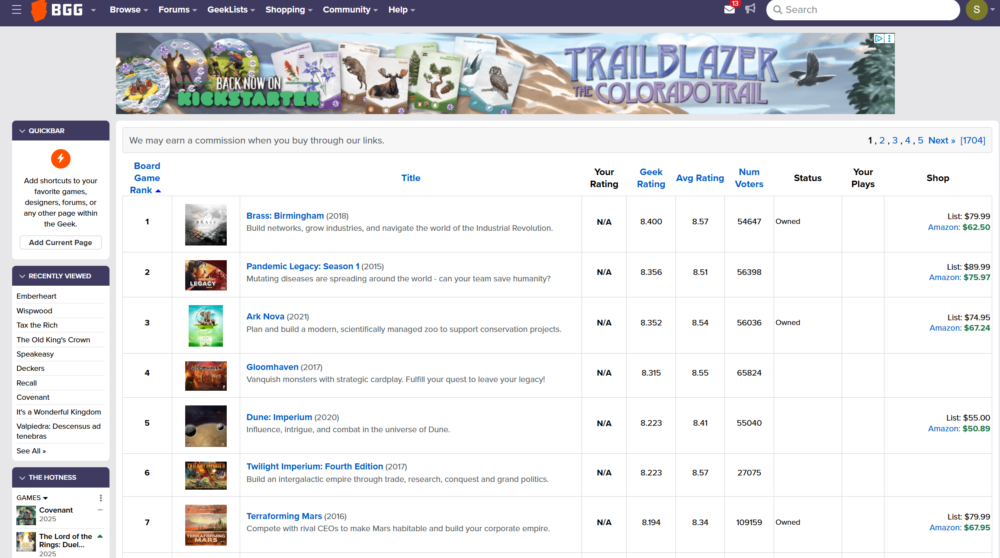 BGG Browse Forums GeekLists Shopping Community Help 13 Search S
BACK NOW ON
KICKSTARTER
TRAILBLAZER
THE COLORADO TRAIL
QUICKBAR
Add shortcuts to your
favorite games,
designers, forums, or
any other page within
the Geek.
Add Current Page
RECENTLY VIEWED
Emberheart
Wispwood
Tax the Rich
The Old King's Crown
Speakeasy
Deckers
Recall
Covenant
It's a Wonderful Kingdom
Valpiedra: Descensus ad
tenebras
See All »
THE HOTNESS
GAMES
Covenant
2025
The Lord of the
Rings: Duel...
2025
We may earn a commission when you buy through our links.
1 , 2 , 3 , 4 , 5 Next » [1704]
Board
Game
Rank
Title
Your
Rating
Geek
Rating
Avg Rating
Num
Voters
Status
Your
Plays
Shop
1
BRASS
BIRMINGHAM
Brass: Birmingham (2018)
Build networks, grow industries, and navigate the world of the Industrial Revolution.
N/A 8.400 8.57 54647 Owned
List: $79.99
Amazon: $62.50
2
LEGACY
Pandemic Legacy: Season 1 (2015)
Mutating diseases are spreading around the world - can your team save humanity?
N/A 8.356 8.51 56398
List: $89.99
Amazon: $75.97
3
ARK
NOVA
Ark Nova (2021)
Plan and build a modern, scientifically managed zoo to support conservation projects.
N/A 8.352 8.54 56036 Owned
List: $74.95
Amazon: $67.24
4
GLOOMHAVEN
Gloomhaven (2017)
Vanquish monsters with strategic cardplay. Fulfill your quest to leave your legacy!
N/A 8.315 8.55 65824
5
DUNE
Dune: Imperium (2020)
Influence, intrigue, and combat in the universe of Dune.
N/A 8.223 8.41 55040
List: $55.00
Amazon: $50.89
6
TWILIGHT IMPERIUM
Twilight Imperium: Fourth Edition (2017)
Build an intergalactic empire through trade, research, conquest and grand politics.
N/A 8.223 8.57 27075
7
TERRAFORMING
MARS
Terraforming Mars (2016)
Compete with rival CEOs to make Mars habitable and build your corporate empire.
N/A 8.194 8.34 109159 Owned
List: $79.99
Amazon: $67.95